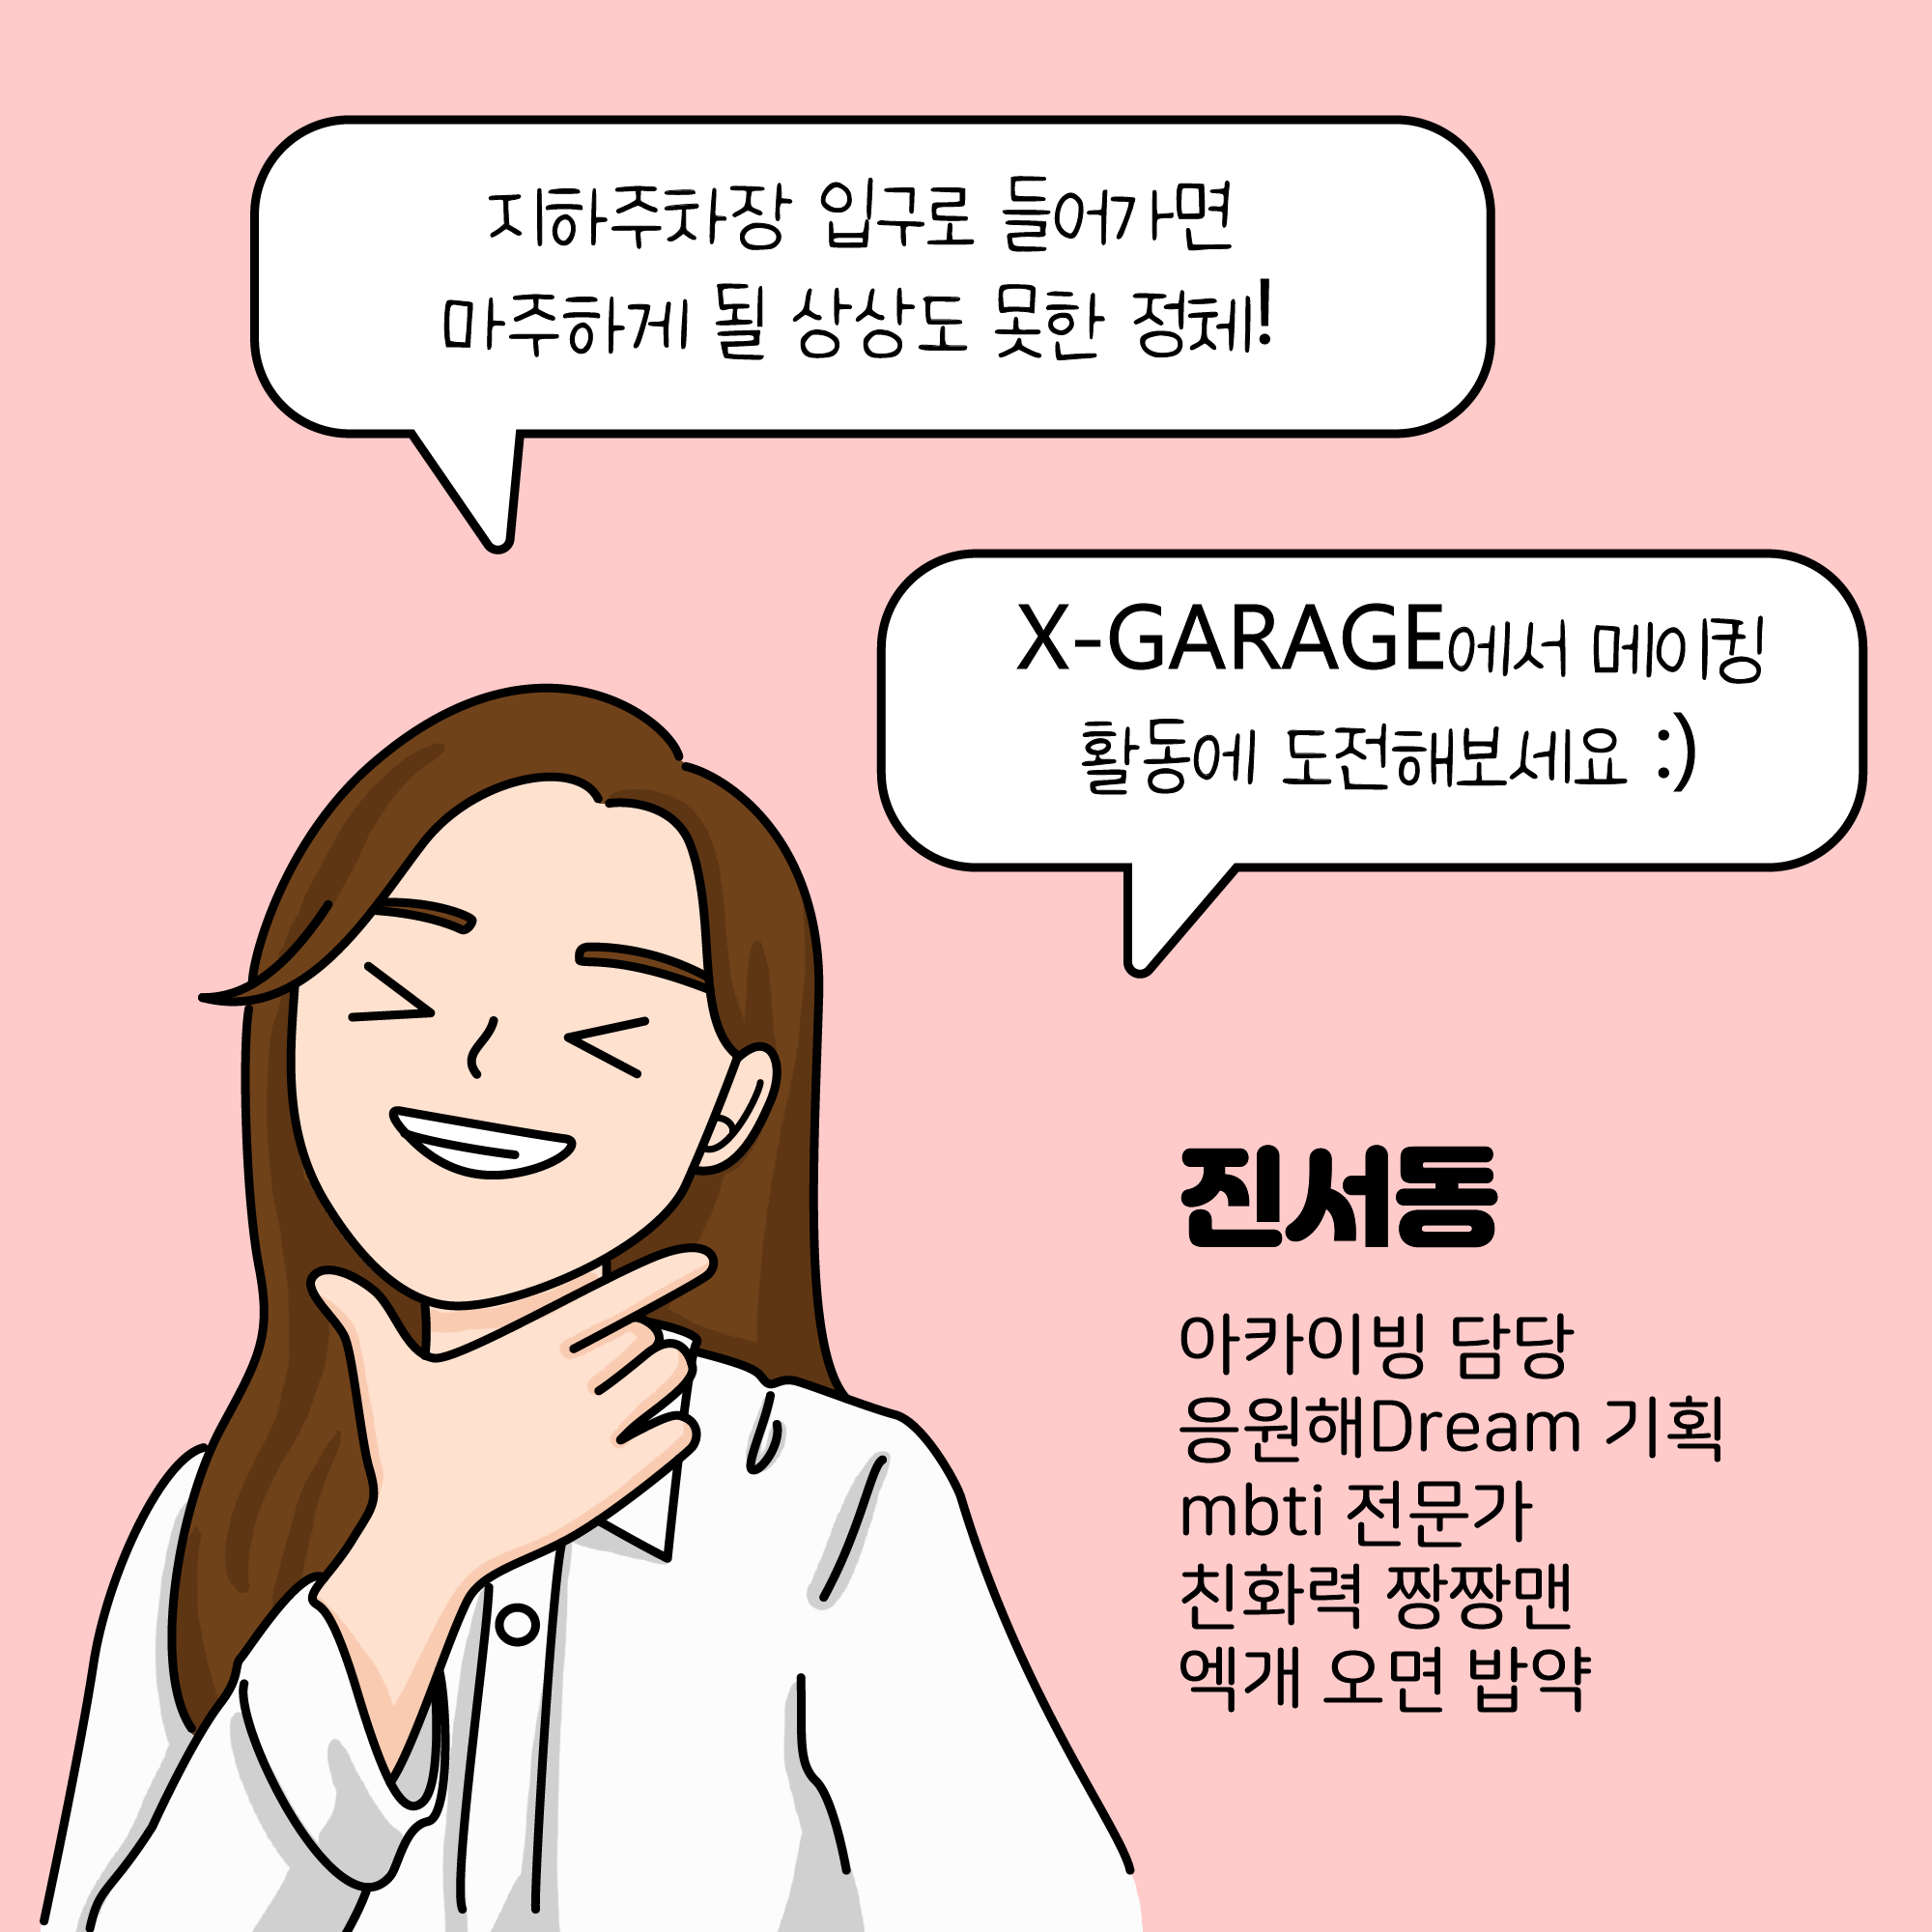 지하주차장 입구로 들어가면
마주하게 될 상상도 못한 정체!
X-GARAGE에서 메이킹
활동에 도전해보세요 :)
진서동
아카이빙 담당
응원해Dream 기획
mbti 전문가
친화력 짱짱맨
엑개 오면 밥약